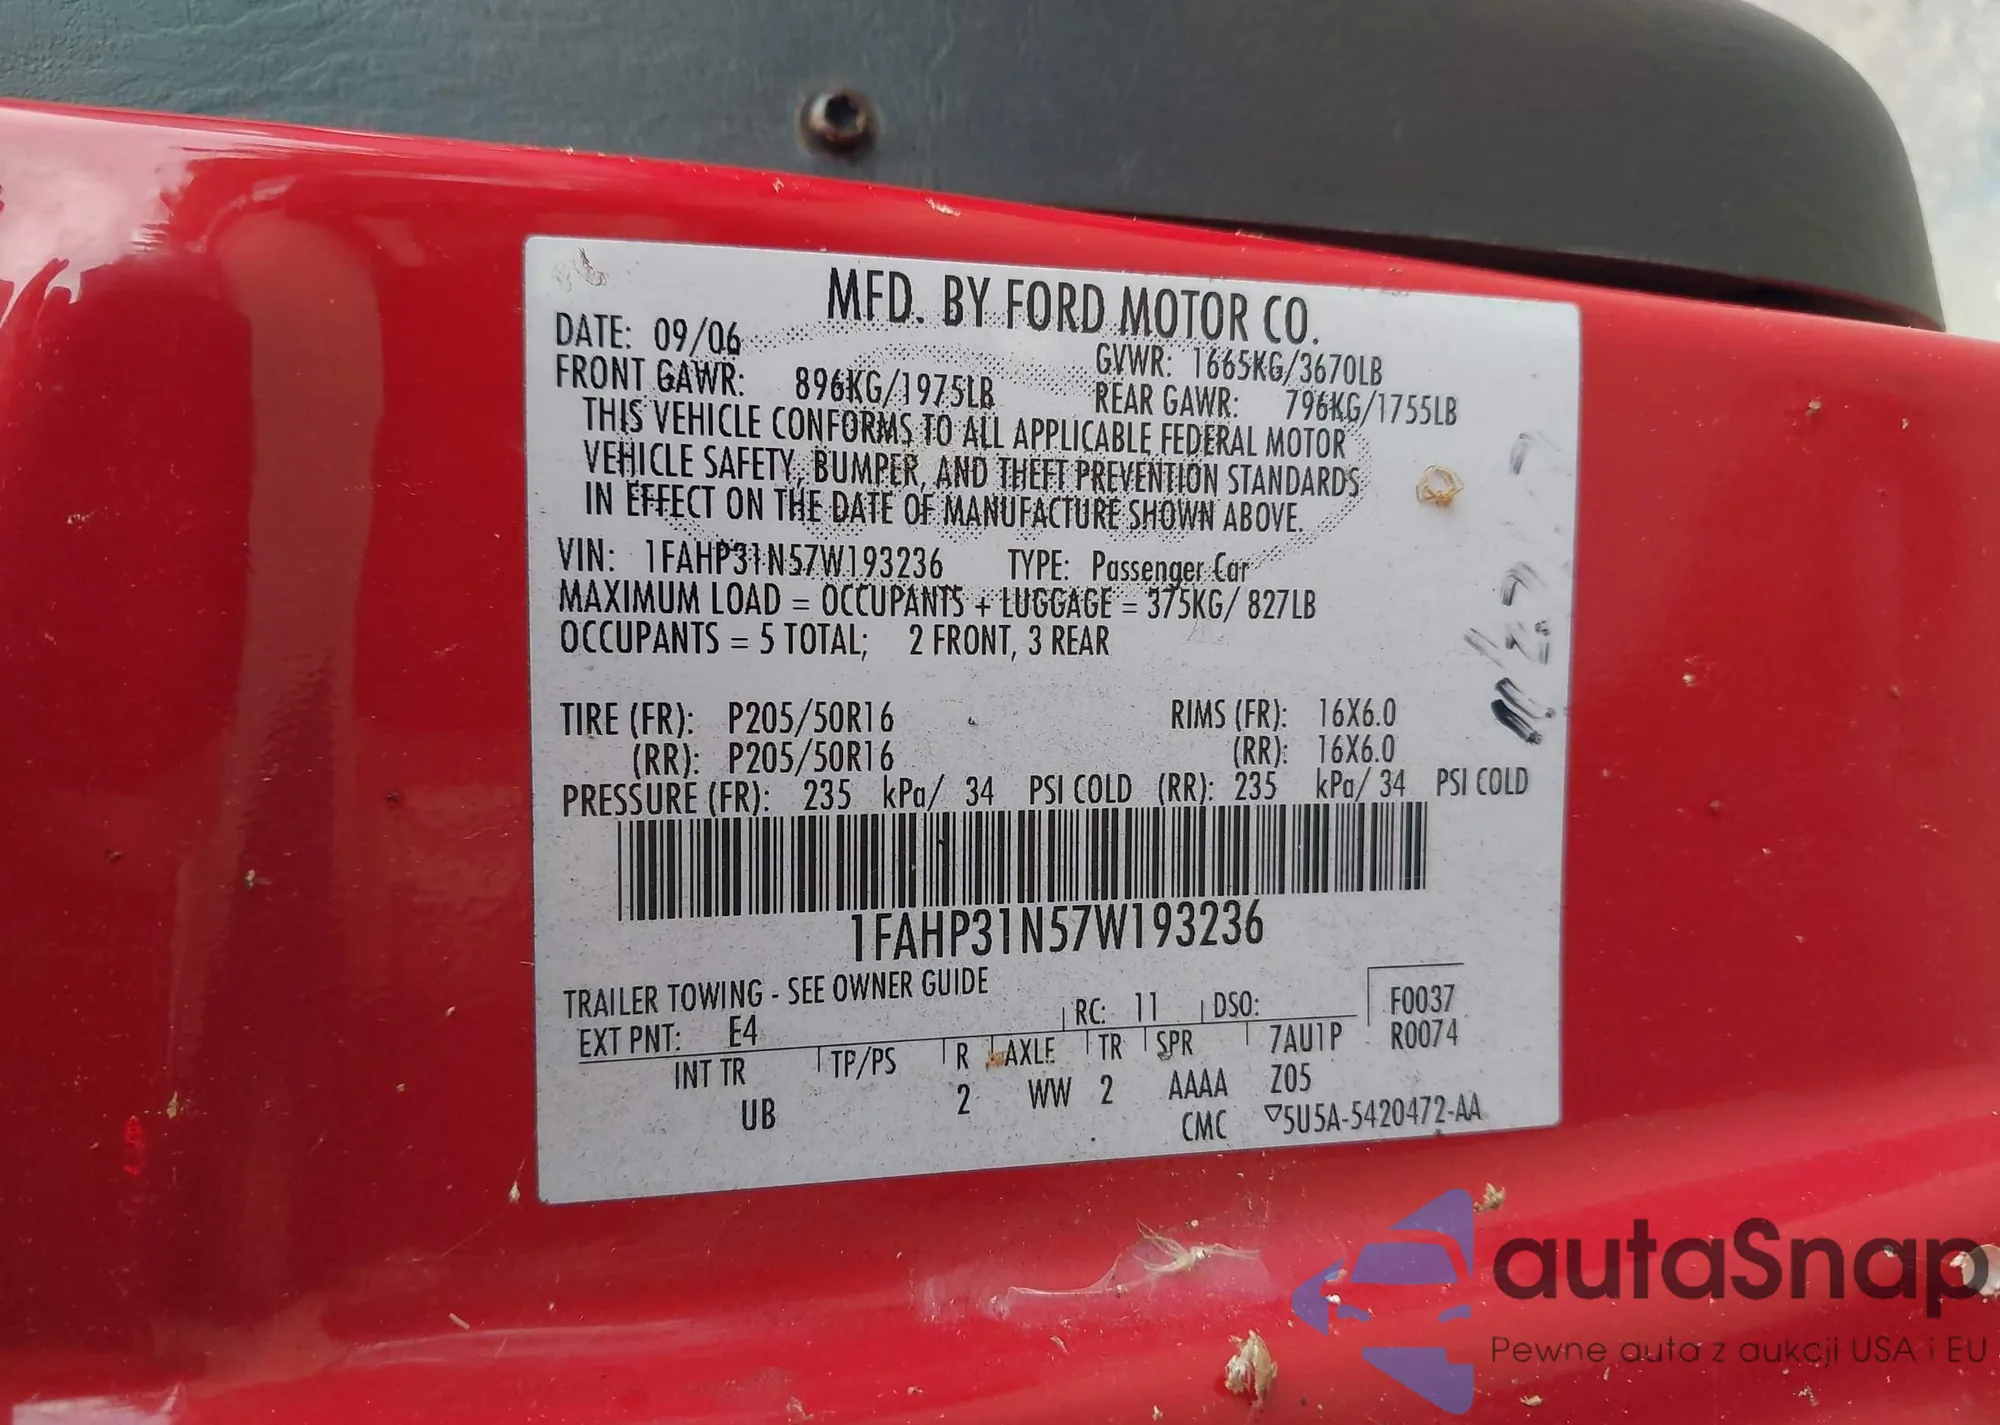 MFD. BY FORD MOTOR CO.
DATE: 09/06
GVWR: 1665KG/3670LB
FRONT GAWR: 896KG/1975LB
REAR GAWR: 796KG/1755LB
THIS VEHICLE CONFORMS TO ALL APPLICABLE FEDERAL MOTOR
VEHICLE SAFETY, BUMPER, AND THEFT PREVENTION STANDARDS
IN EFFECT ON THE DATE OF MANUFACTURE SHOWN ABOVE.
VIN: 1FAHP31N57W193236 TYPE: Passenger Car
MAXIMUM LOAD = OCCUPANTS + LUGGAGE = 375KG/ 827LB
OCCUPANTS = 5 TOTAL; 2 FRONT, 3 REAR
TIRE (FR): P205/50R16 RIMS (FR): 16X6.0
(RR): P205/50R16 (RR): 16X6.0
PRESSURE (FR): 235 kPa/ 34 PSI COLD (RR): 235 kPa/ 34 PSI COLD
1FAHP31N57W193236
TRAILER TOWING - SEE OWNER GUIDE
EXT PNT: E4 RC: 11 DSO: F0037
INT TR TP/PS R AXLE TR SPR 7AU1P R0074
UB 2 WW 2 AAAA Z05
CMC ▽5U5A-5420472-AA
autaSnap
Pewne auta z aukcji USA i EU